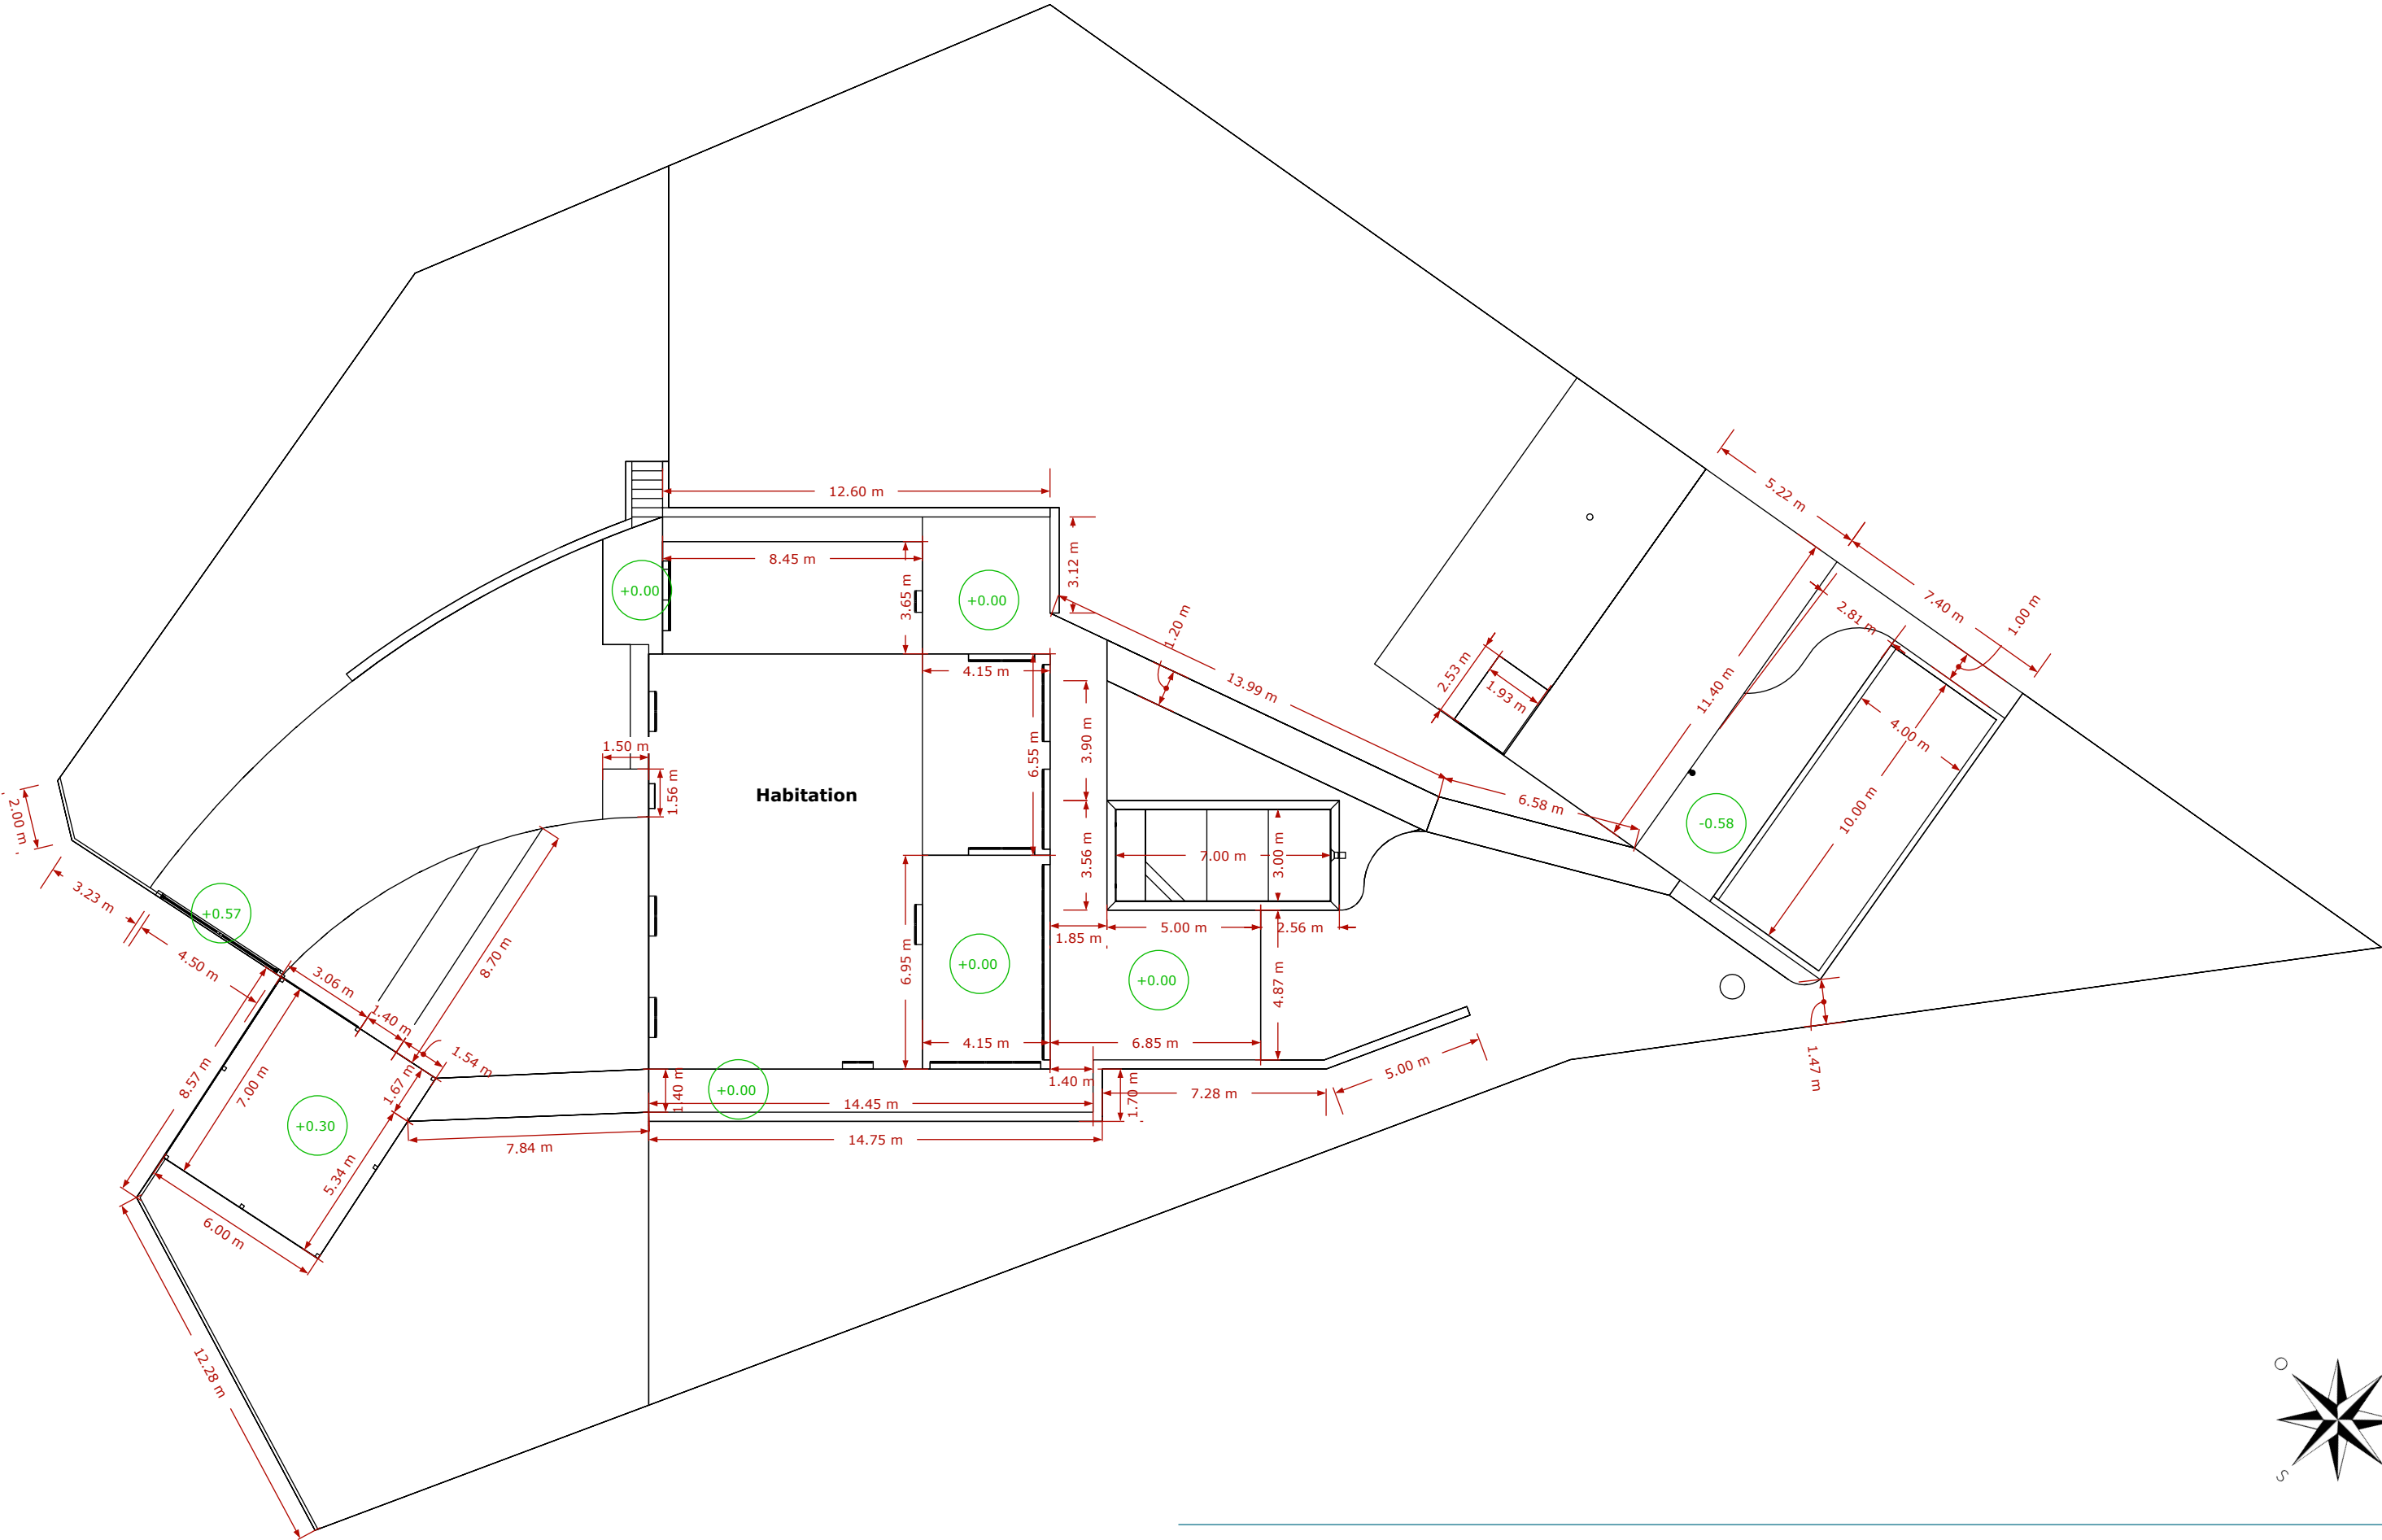 5.22 m
12.60 m
3.12 m
8.45 m
3.65 m
+0.00
+0.00
7.40 m
1.00 m
2.81 m
1.20 m
4.15 m
2.53 m
1.93 m
13.99 m
11.40 m
4.00 m
1.50 m
6.55 m
3.90 m
1.56 m
Habitation
2.00 m
6.58 m
10.00 m
-0.58
7.00 m
3.00 m
3.56 m
3.23 m
+0.57
1.85 m
5.00 m
2.56 m
4.50 m
8.70 m
6.95 m
+0.00
+0.00
4.87 m
3.06 m
1.40 m
1.54 m
4.15 m
6.85 m
8.57 m
7.00 m
1.67 m
1.40 m
+0.00
1.40 m
1.70 m
7.28 m
5.00 m
1.47 m
14.45 m
+0.30
7.84 m
14.75 m
5.34 m
6.00 m
12.28 m
O
S